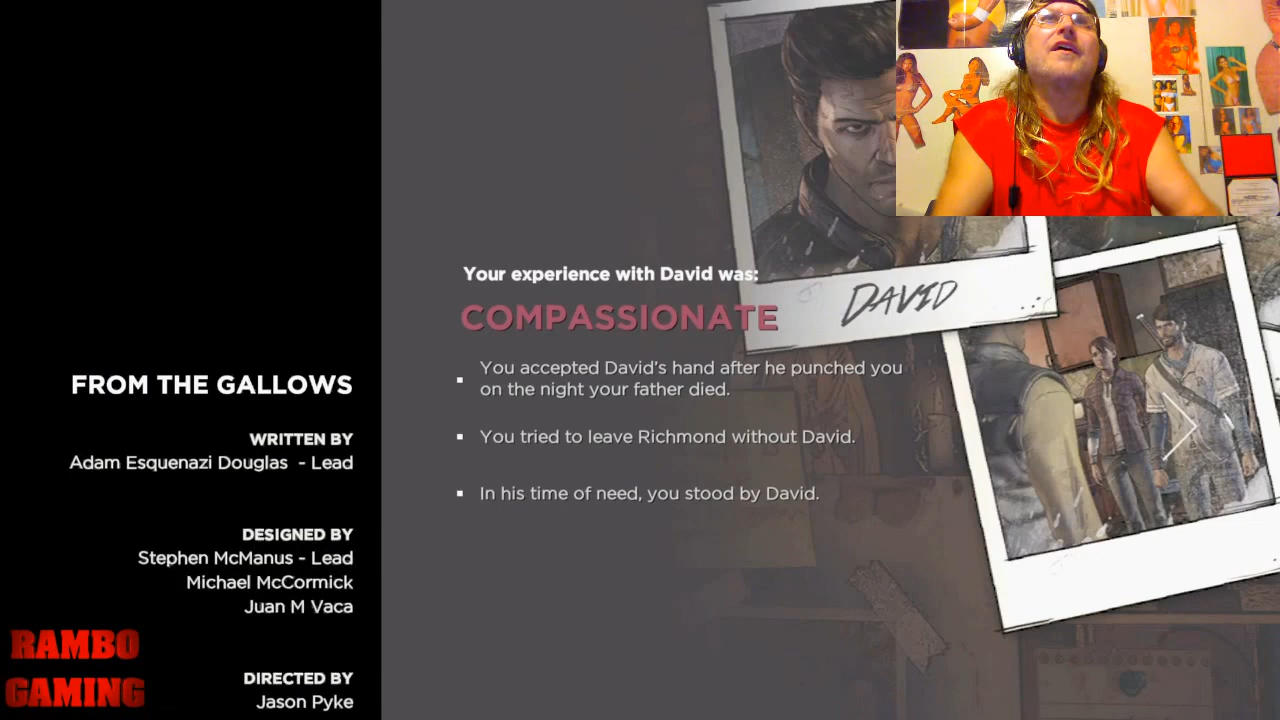 FROM THE GALLOWS
WRITTEN BY
Adam Esquenazi Douglas - Lead
DESIGNED BY
Stephen McManus - Lead
Michael McCormick
Juan M Vaca
DIRECTED BY
Jason Pyke
RAMBO
GAMING
Your experience with David was:
COMPASSIONATE
You accepted David's hand after he punched you
on the night your father died.
You tried to leave Richmond without David.
In his time of need, you stood by David.
DAVID